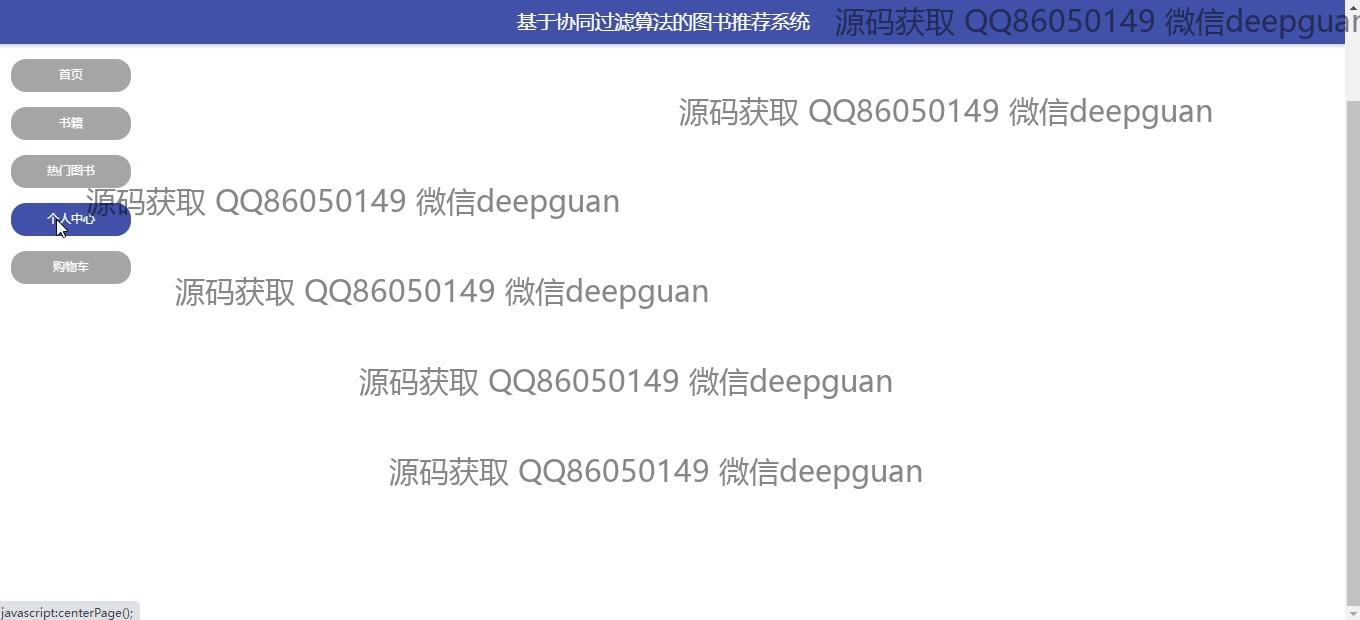 基于协同过滤算法的图书推荐系统
源码获取 QQ86050149 微信deepguan
首页
源码获取 QQ86050149 微信deepguan
书籍
热门图书
源码获取 QQ86050149 微信deepguan
个人中心
购物车
源码获取 QQ86050149 微信deepguan
源码获取 QQ86050149 微信deepguan
源码获取 QQ86050149 微信deepguan
javascript:centerPage();